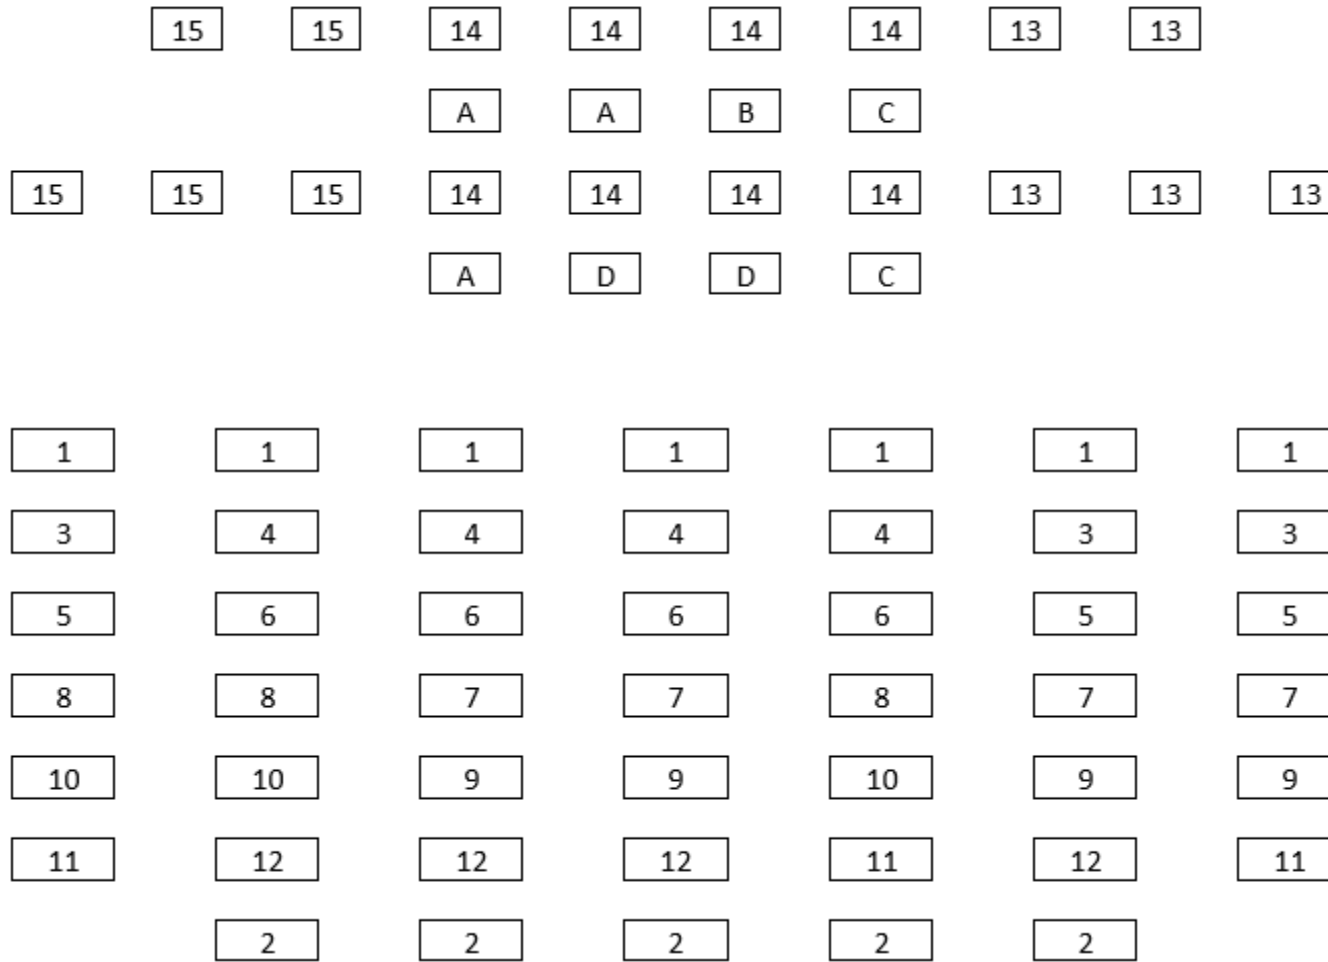 15 15 14 14 14 14 13 13
A A B C
15 15 15 14 14 14 14 13 13 13
A D D C
1 1 1 1 1 1 1
3 4 4 4 4 3 3
5 6 6 6 6 5 5
8 8 7 7 8 7 7
10 10 9 9 10 9 9
11 12 12 12 11 12 11
2 2 2 2 2